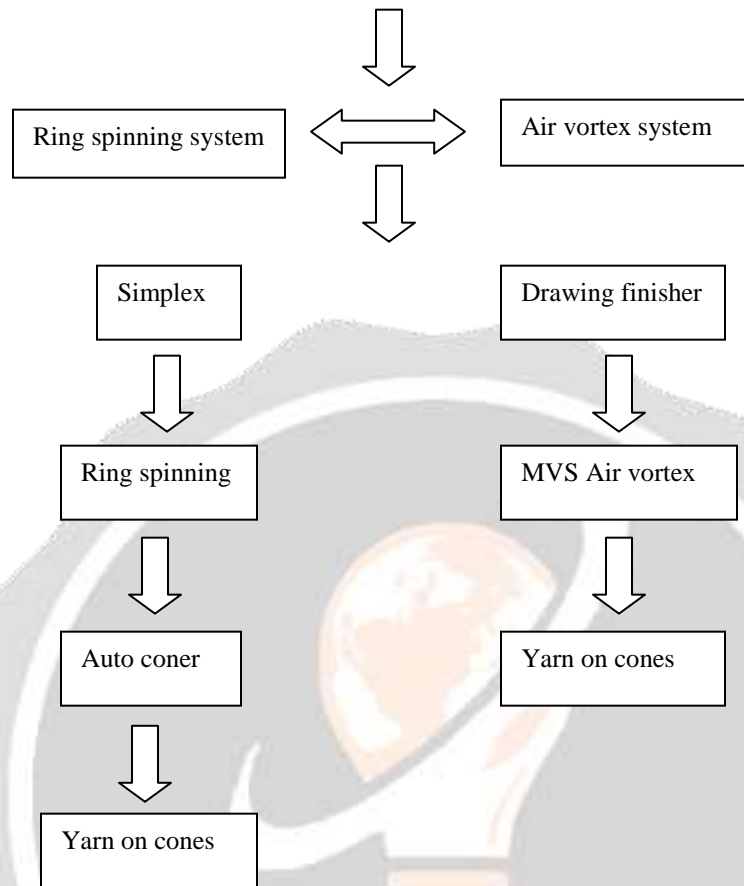 Ring spinning system
Air vortex system
Simplex
Drawing finisher
Ring spinning
MVS Air vortex
Auto coner
Yarn on cones
Yarn on cones